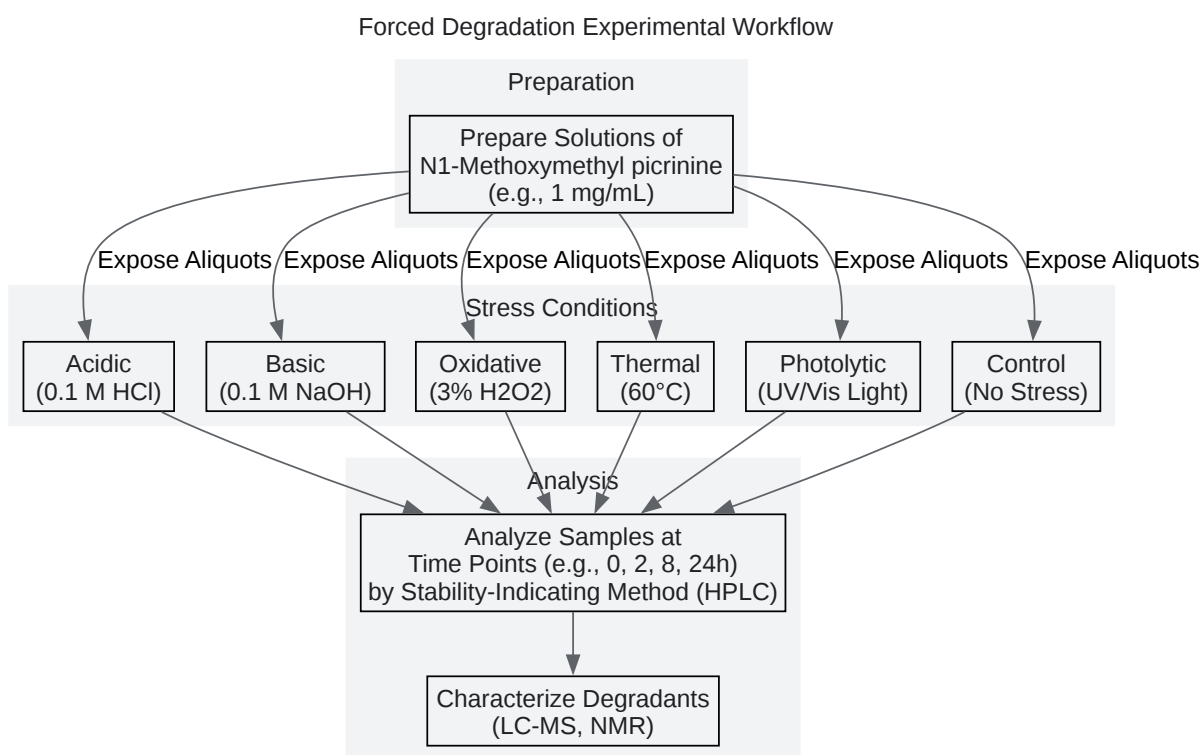 Forced Degradation Experimental Workflow
Preparation
Prepare Solutions of
N1-Methoxymethyl picrinine
(e.g., 1 mg/mL)
Expose Aliquots
Expose Aliquots
Expose Aliquots
Expose Aliquots
Expose Aliquots
Expose Aliquots
Stress Conditions
Acidic
(0.1 M HCl)
Basic
(0.1 M NaOH)
Oxidative
(3% H2O2)
Thermal
(60°C)
Photolytic
(UV/Vis Light)
Control
(No Stress)
Analysis
Analyze Samples at
Time Points (e.g., 0, 2, 8, 24h)
by Stability-Indicating Method (HPLC)
Characterize Degradants
(LC-MS, NMR)